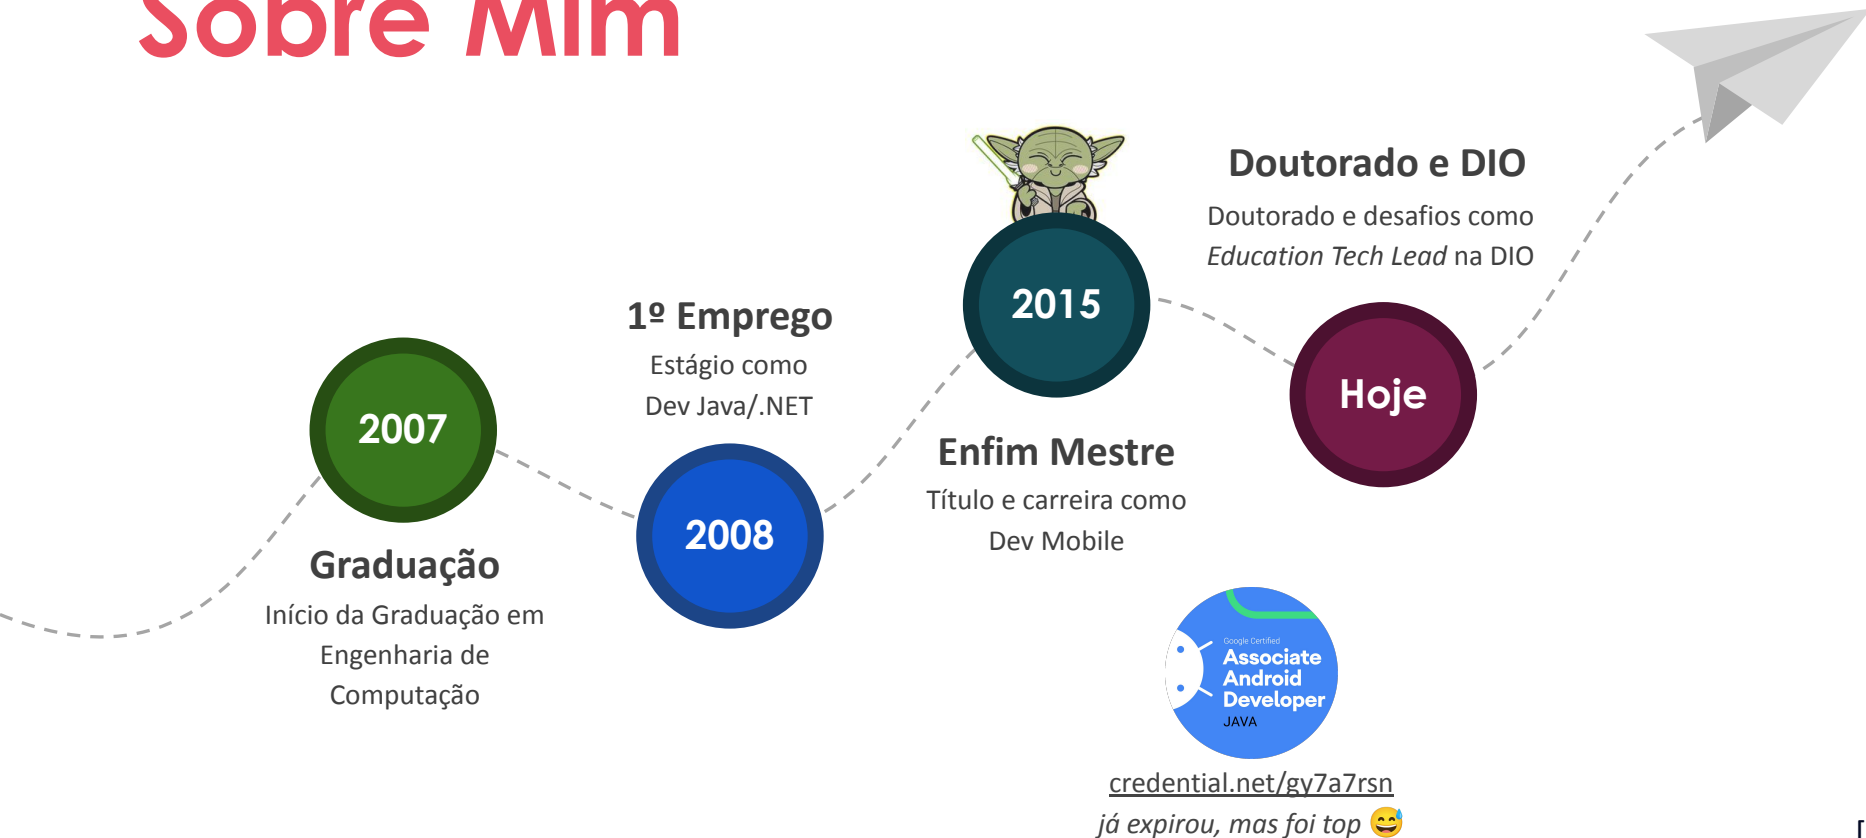 Sobre Mim
2007
Graduação
Início da Graduação em
Engenharia de
Computação
1º Emprego
Estágio como
Dev Java/.NET
2008
2015
Enfim Mestre
Título e carreira como
Dev Mobile
Doutorado e DIO
Doutorado e desafios como
Education Tech Lead na DIO
Hoje
Google Certified
Associate
Android
Developer
JAVA
credential.net/gy7a7rsn
já expirou, mas foi top 😅
[